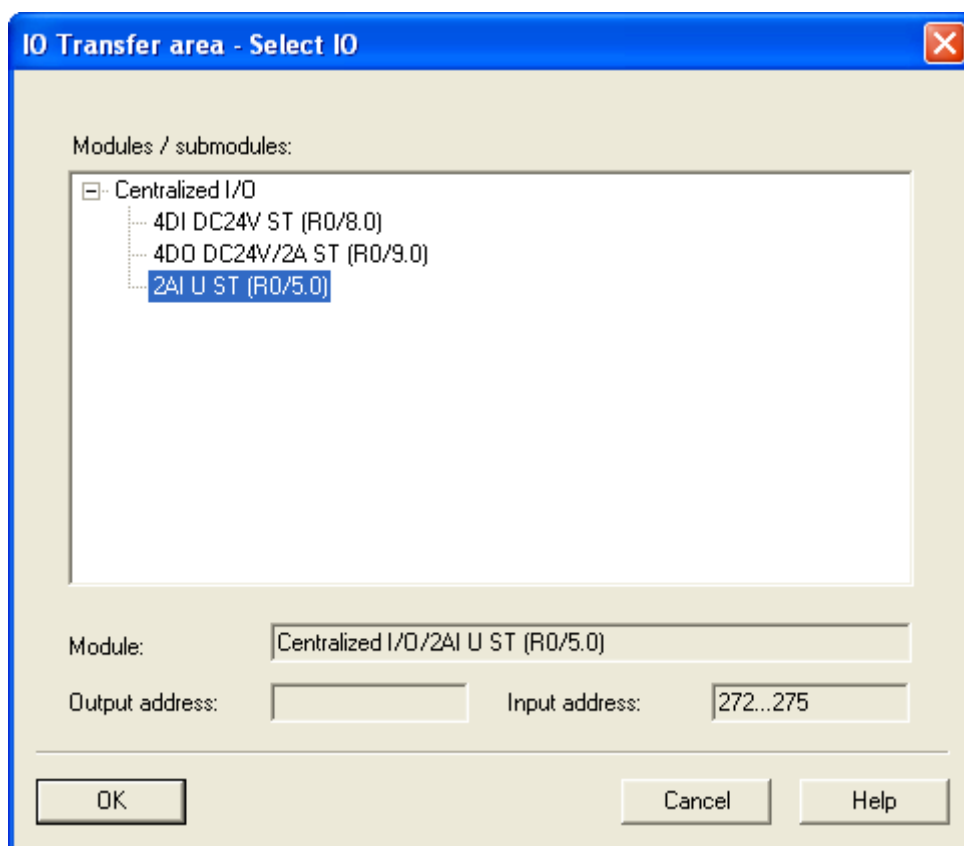 IO Transfer area - Select IO
Modules / submodules:
Centralized I/O
4DI DC24V ST (R0/8.0)
4DO DC24V/2A ST (R0/9.0)
2AI U ST (R0/5.0)
Module: Centralized I/O/2AI U ST (R0/5.0)
Output address: Input address: 272...275
OK Cancel Help